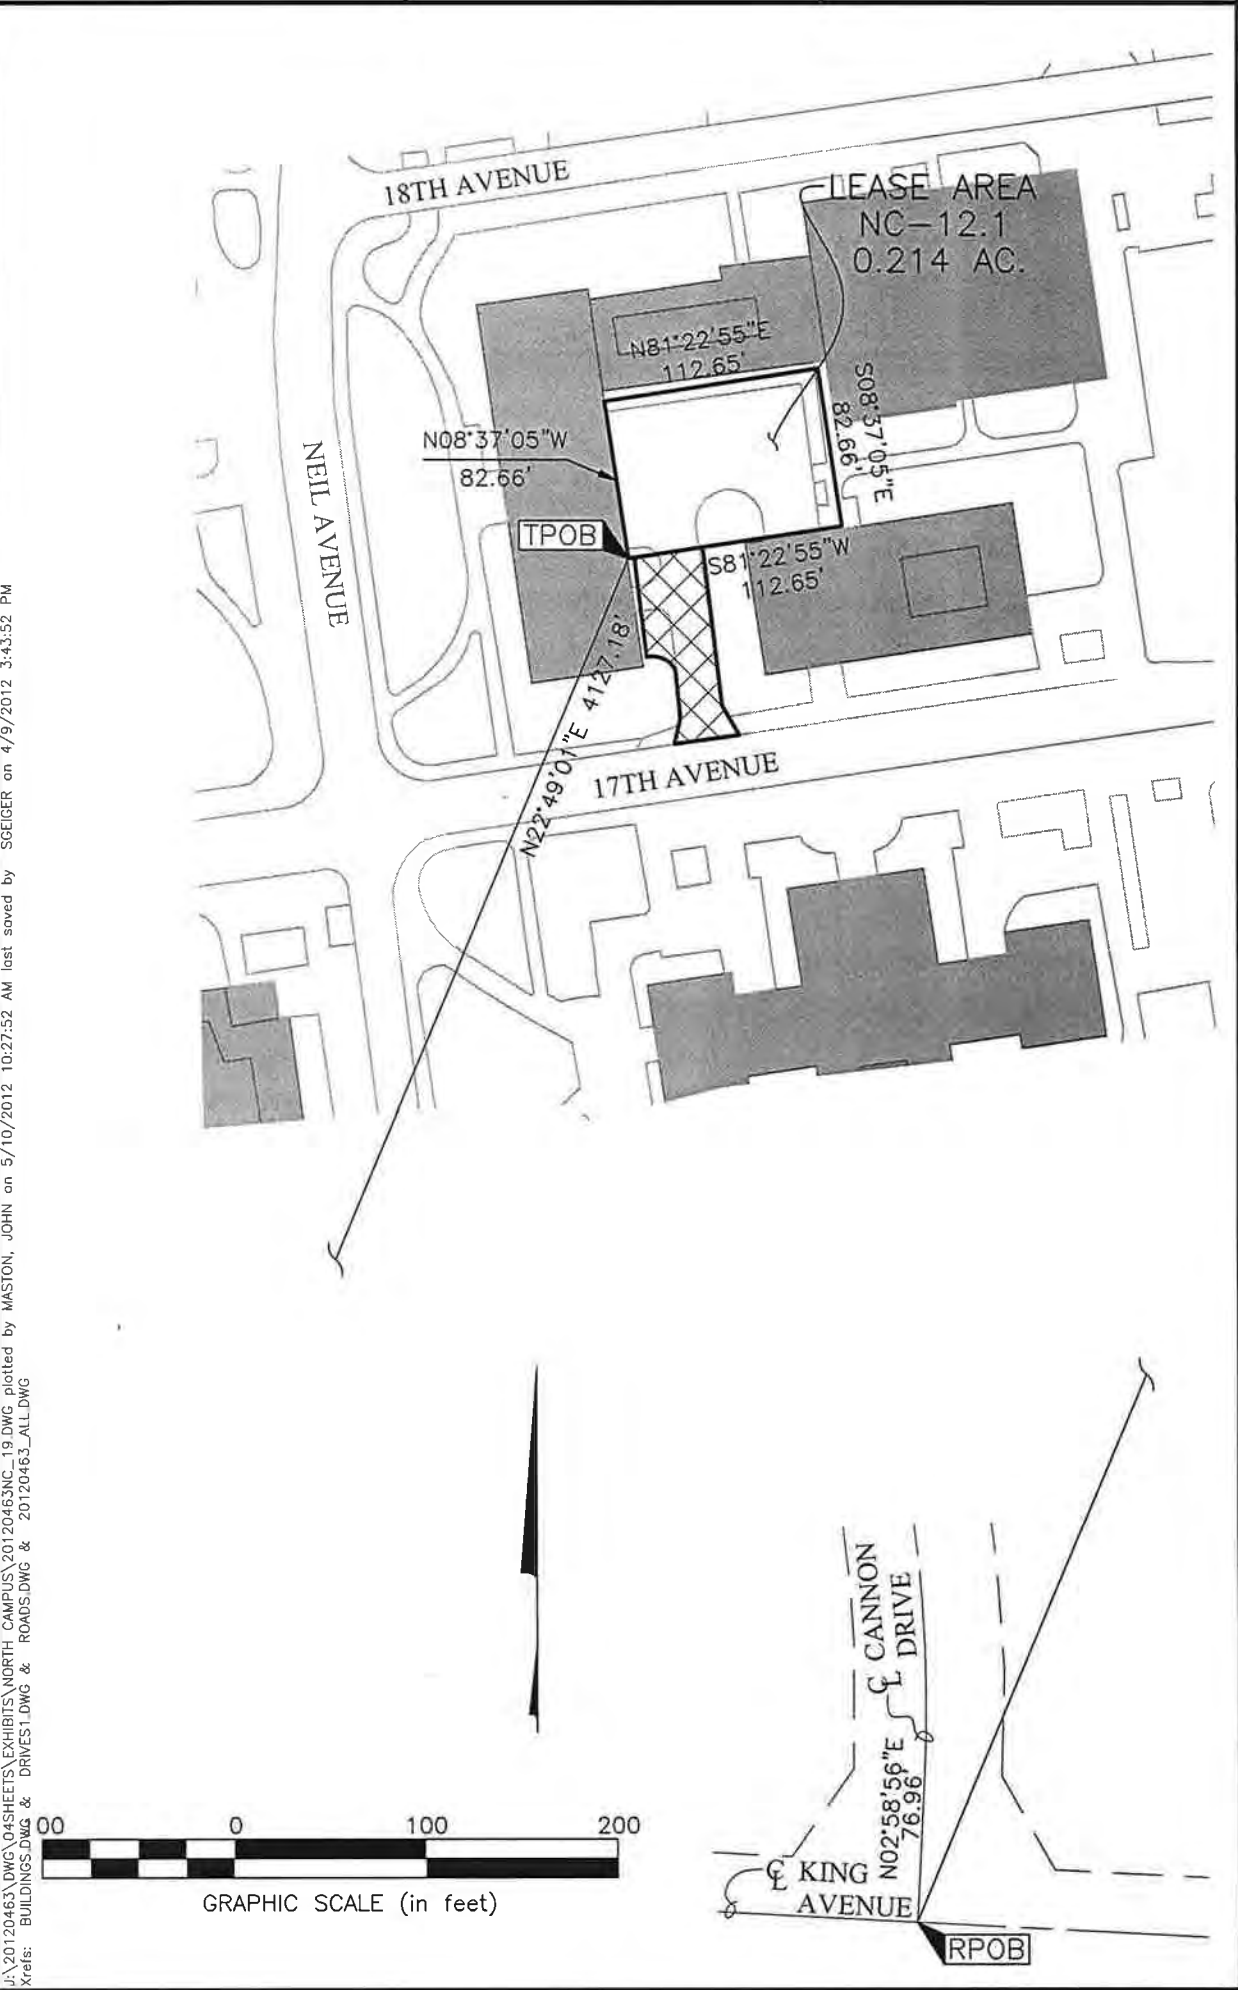 18TH AVENUE
LEASE AREA
NC-12.1
0.214 AC.
N81°22'55"E
112.65'
S08°37'05"E
82.66'
N08°37'05"W
82.66'
NEIL AVENUE
TPOB
S81°22'55"W
112.65'
N22°49'01"E 4127.18'
17TH AVENUE
℄ CANNON
DRIVE
N02°58'56"E
76.96'
℄ KING
AVENUE
RPOB
100 0 100 200
GRAPHIC SCALE (in feet)
J:\20120463\DWG\04SHEETS\EXHIBITS\NORTH CAMPUS\20120463NC_19.DWG plotted by MASTON, JOHN on 5/10/2012 10:27:52 AM last saved by SGEIGER on 4/9/2012 3:43:52 PM
Xrefs: BUILDINGS.DWG & DRIVES1.DWG & ROADS.DWG & 20120463_ALL.DWG